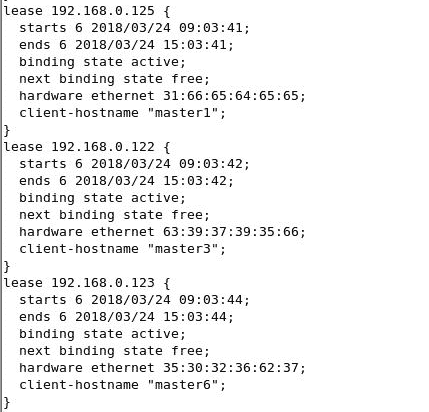 lease 192.168.0.125 {
  starts 6 2018/03/24 09:03:41;
  ends 6 2018/03/24 15:03:41;
  binding state active;
  next binding state free;
  hardware ethernet 31:66:65:64:65:65;
  client-hostname "master1";
}
lease 192.168.0.122 {
  starts 6 2018/03/24 09:03:42;
  ends 6 2018/03/24 15:03:42;
  binding state active;
  next binding state free;
  hardware ethernet 63:39:37:39:35:66;
  client-hostname "master3";
}
lease 192.168.0.123 {
  starts 6 2018/03/24 09:03:44;
  ends 6 2018/03/24 15:03:44;
  binding state active;
  next binding state free;
  hardware ethernet 35:30:32:36:62:37;
  client-hostname "master6";
}